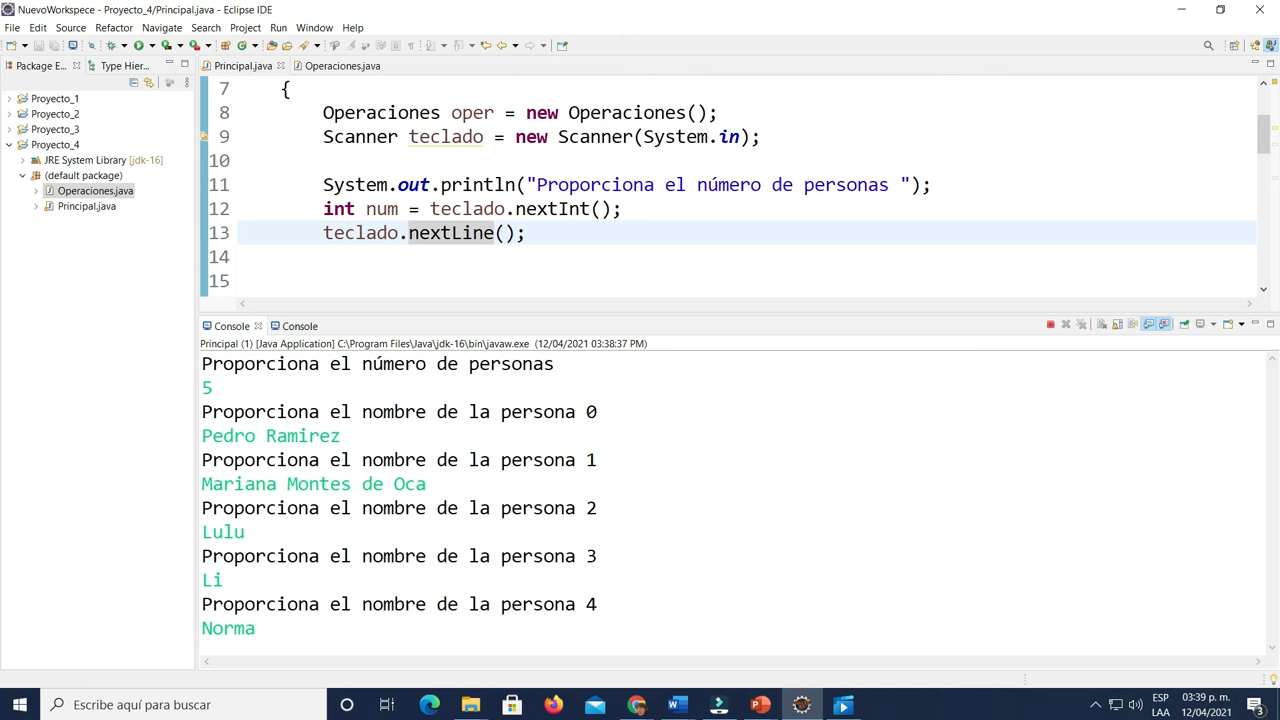 NuevoWorkspece - Proyecto_4/Principal.java - Eclipse IDE
File Edit Source Refactor Navigate Search Project Run Window Help
Package E... Type Hier...
Principal.java Operaciones.java
Proyecto_1
Proyecto_2
Proyecto_3
Proyecto_4
JRE System Library [jdk-16]
(default package)
Operaciones.java
Principal.java
7 {
8 Operaciones oper = new Operaciones();
9 Scanner teclado = new Scanner(System.in);
10
11 System.out.println("Proporciona el número de personas ");
12 int num = teclado.nextInt();
13 teclado.nextLine();
14
15
Console Console
Principal (1) [Java Application] C:\Program Files\Java\jdk-16\bin\javaw.exe (12/04/2021 03:38:37 PM)
Proporciona el número de personas
5
Proporciona el nombre de la persona 0
Pedro Ramirez
Proporciona el nombre de la persona 1
Mariana Montes de Oca
Proporciona el nombre de la persona 2
Lulu
Proporciona el nombre de la persona 3
Li
Proporciona el nombre de la persona 4
Norma
Escribe aquí para buscar
ESP
LAA
03:39 p. m.
12/04/2021
3